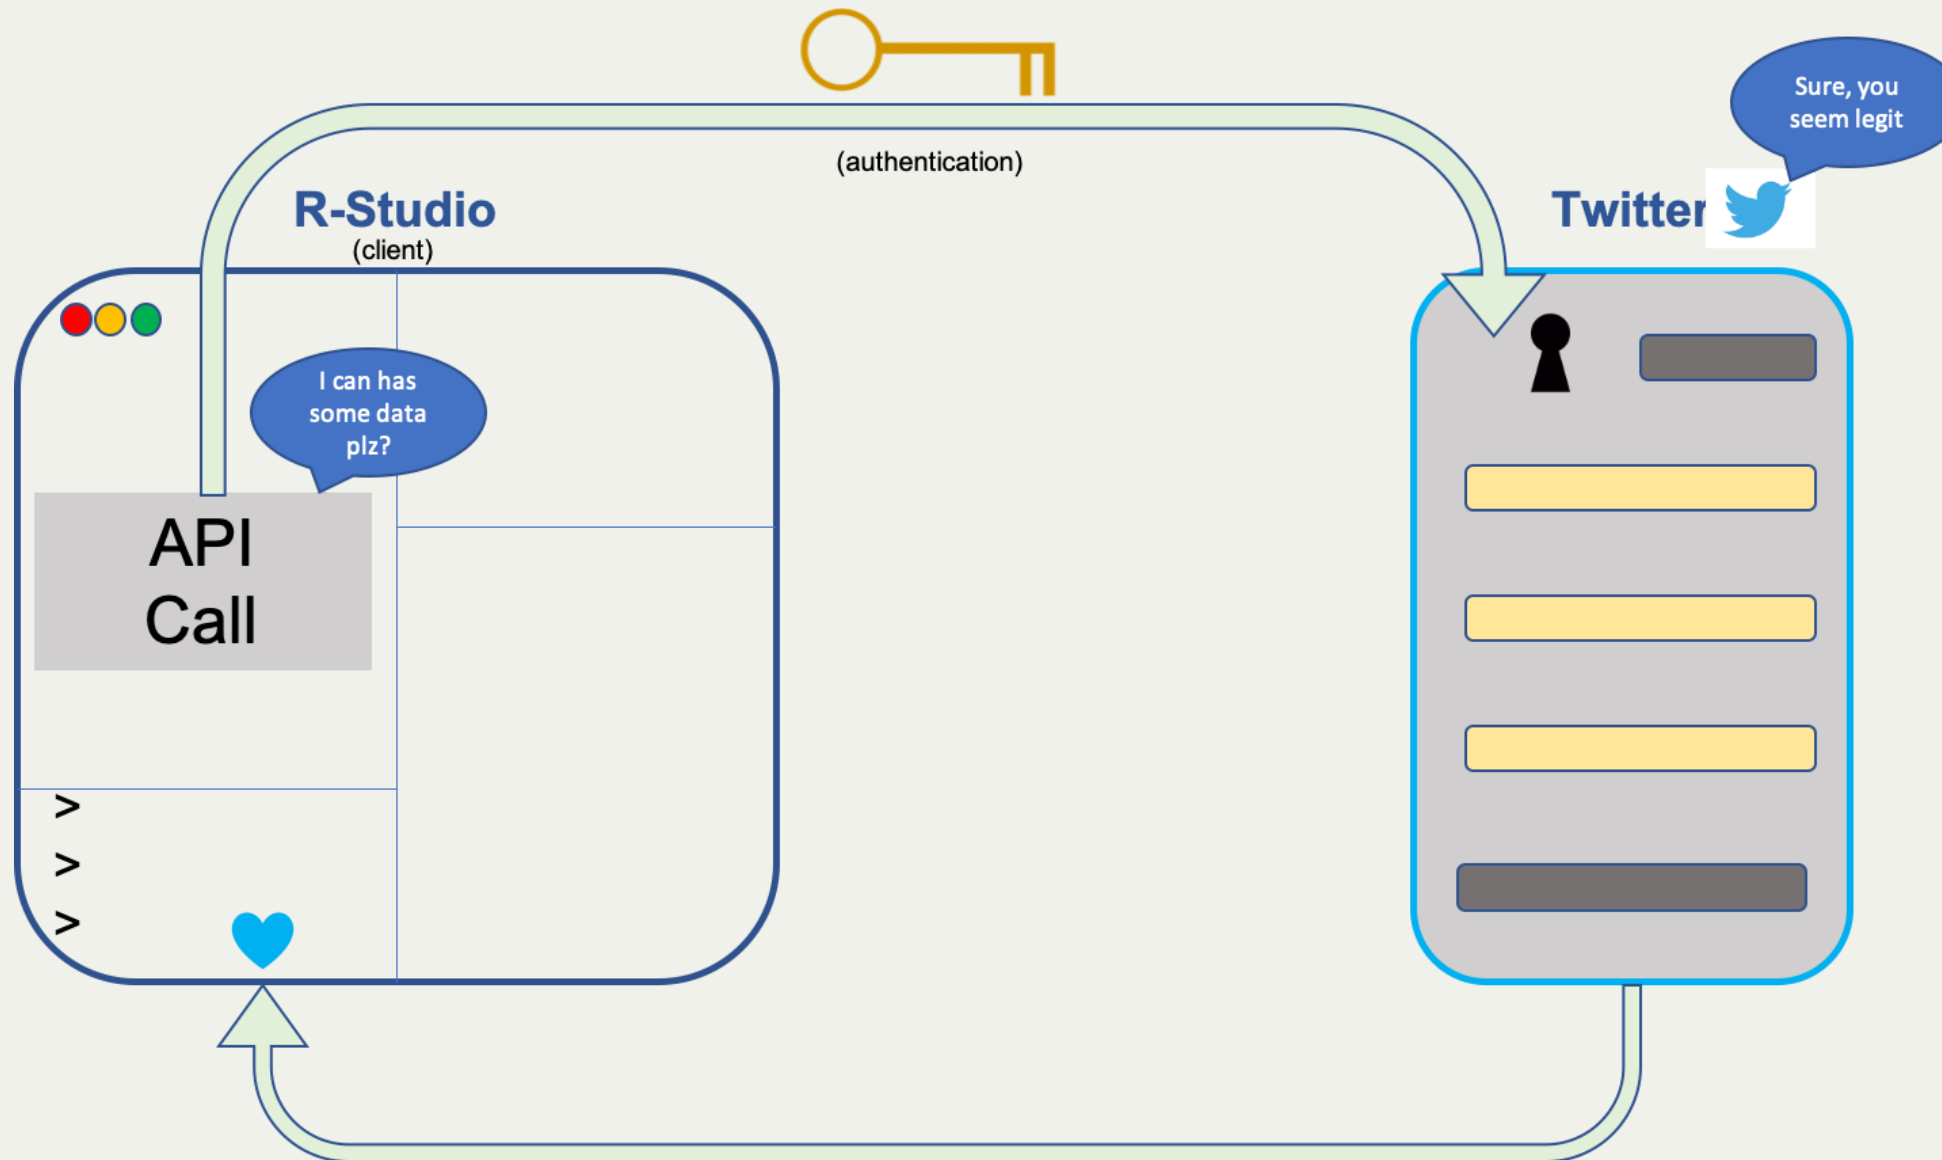 Sure, you
seem legit
(authentication)
R-Studio
(client)
Twitter
I can has
some data
plz?
API
Call
>
>
>